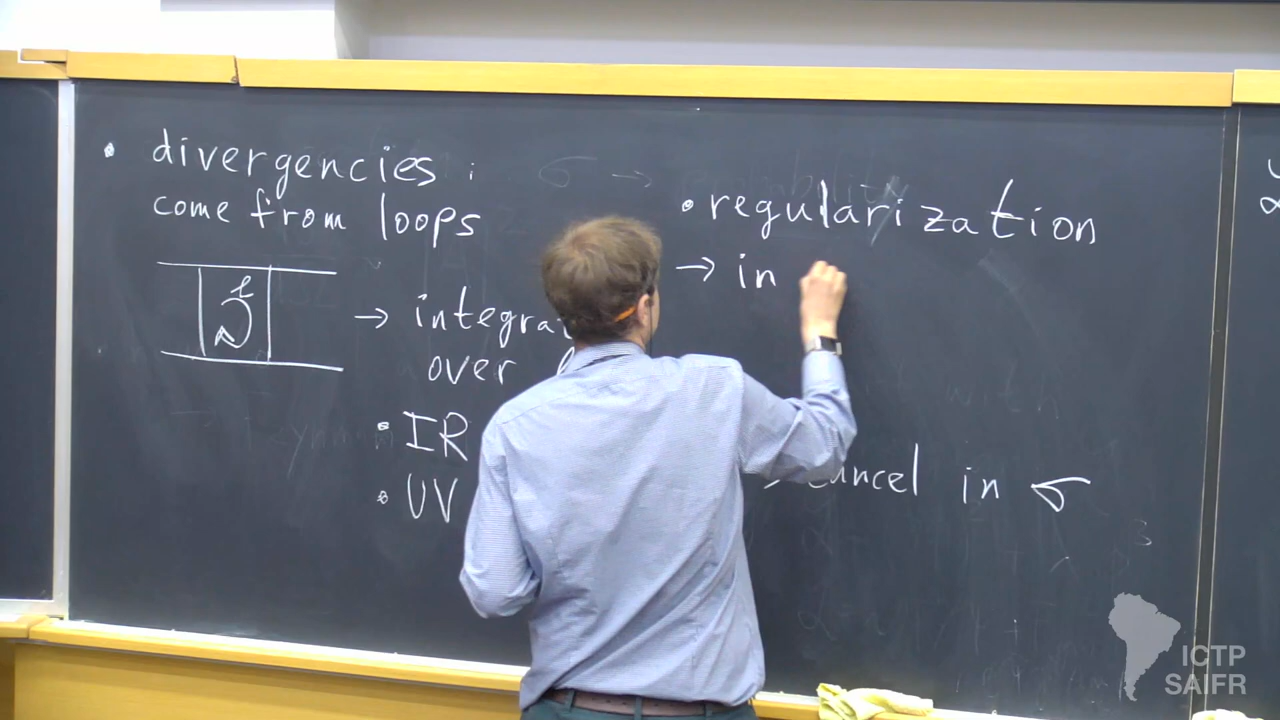 • divergencies :
come from loops
ℓ
→ integra
over
• IR
• UV
• regularization
→ in
cancel in σ
ICTP
SAIFR